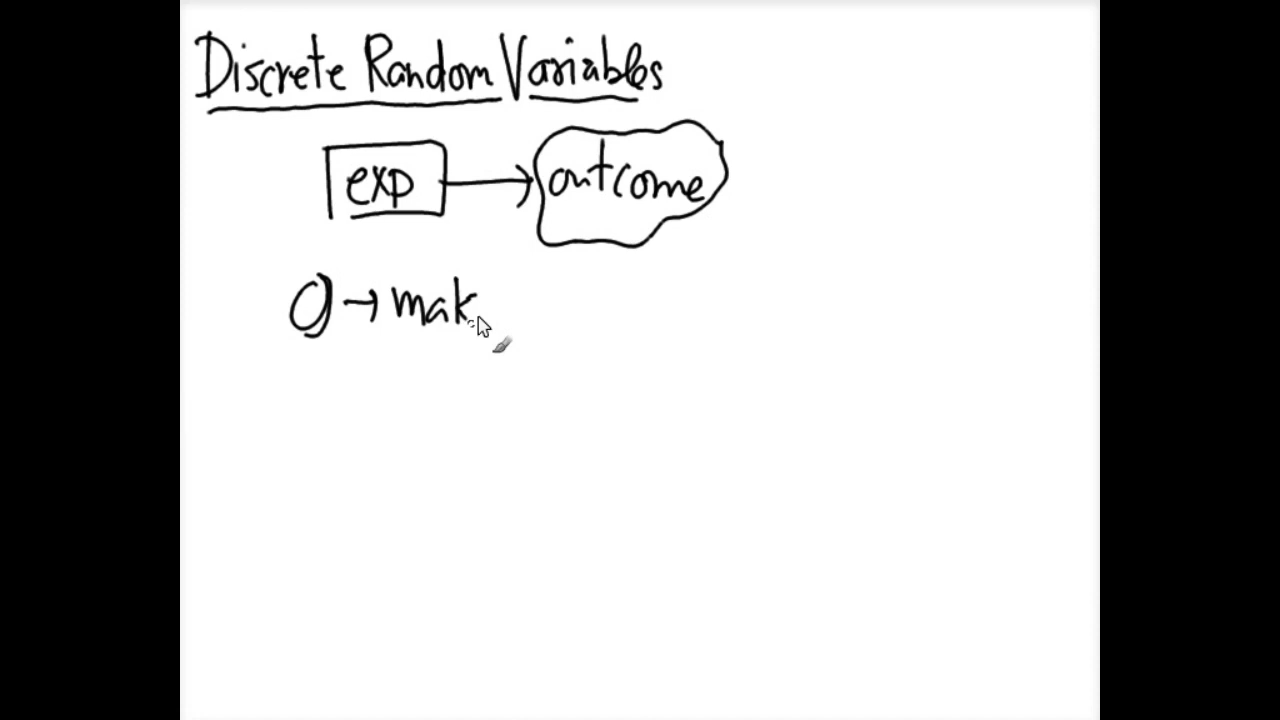 Discrete Random Variables
exp → outcome
→ mak